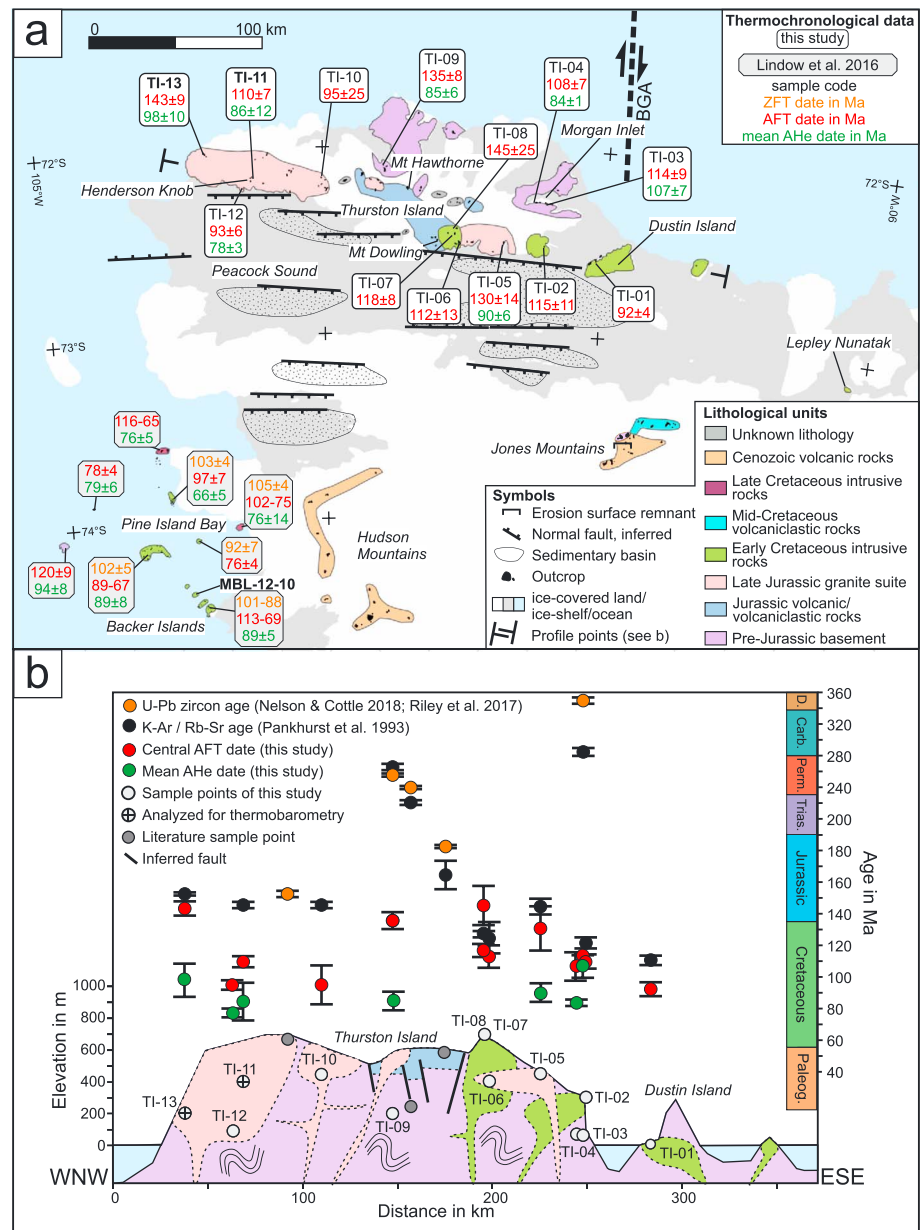 a
0 100 km
Thermochronological data
this study
Lindow et al. 2016
sample code
ZFT date in Ma
AFT date in Ma
mean AHe date in Ma
TI-13
143±9
98±10
TI-11
110±7
86±12
TI-10
95±25
TI-09
135±8
85±6
TI-04
108±7
84±1
BGA
TI-08
145±25
Morgan Inlet
TI-03
114±9
107±7
72°S
105°W
72°S
90°W
Henderson Knob
Mt Hawthorne
Thurston Island
TI-12
93±6
78±3
Mt Dowling
Dustin Island
Peacock Sound
TI-07
118±8
TI-06
112±13
TI-05
130±14
90±6
TI-02
115±11
TI-01
92±4
73°S
Lepley Nunatak
116-65
76±5
78±4
79±6
103±4
97±7
66±5
105±4
102-75
76±14
Pine Island Bay
74°S
120±9
94±8
102±5
89-67
89±8
92±7
76±4
MBL-12-10
101-88
113-69
89±5
Backer Islands
Hudson
Mountains
Jones Mountains
Symbols
Erosion surface remnant
Normal fault, inferred
Sedimentary basin
Outcrop
ice-covered land/
ice-shelf/ocean
Profile points (see b)
Lithological units
Unknown lithology
Cenozoic volcanic rocks
Late Cretaceous intrusive
rocks
Mid-Cretaceous
volcaniclastic rocks
Early Cretaceous intrusive
rocks
Late Jurassic granite suite
Jurassic volcanic/
volcaniclastic rocks
Pre-Jurassic basement
b
U-Pb zircon age (Nelson & Cottle 2018; Riley et al. 2017)
K-Ar / Rb-Sr age (Pankhurst et al. 1993)
Central AFT date (this study)
Mean AHe date (this study)
Sample points of this study
Analyzed for thermobarometry
Literature sample point
Inferred fault
D.
Carb.
Perm.
Trias.
Jurassic
Cretaceous
Paleog.
360
320
280
240
200
160
140
120
100
80
60
40
Age in Ma
1000
800
600
400
200
0
Elevation in m
Thurston Island
TI-08
TI-07
TI-11
TI-10
TI-05
TI-13
TI-12
TI-09
TI-06
TI-02
TI-03
TI-04
Dustin Island
TI-01
WNW
ESE
0
100
200
300
Distance in km